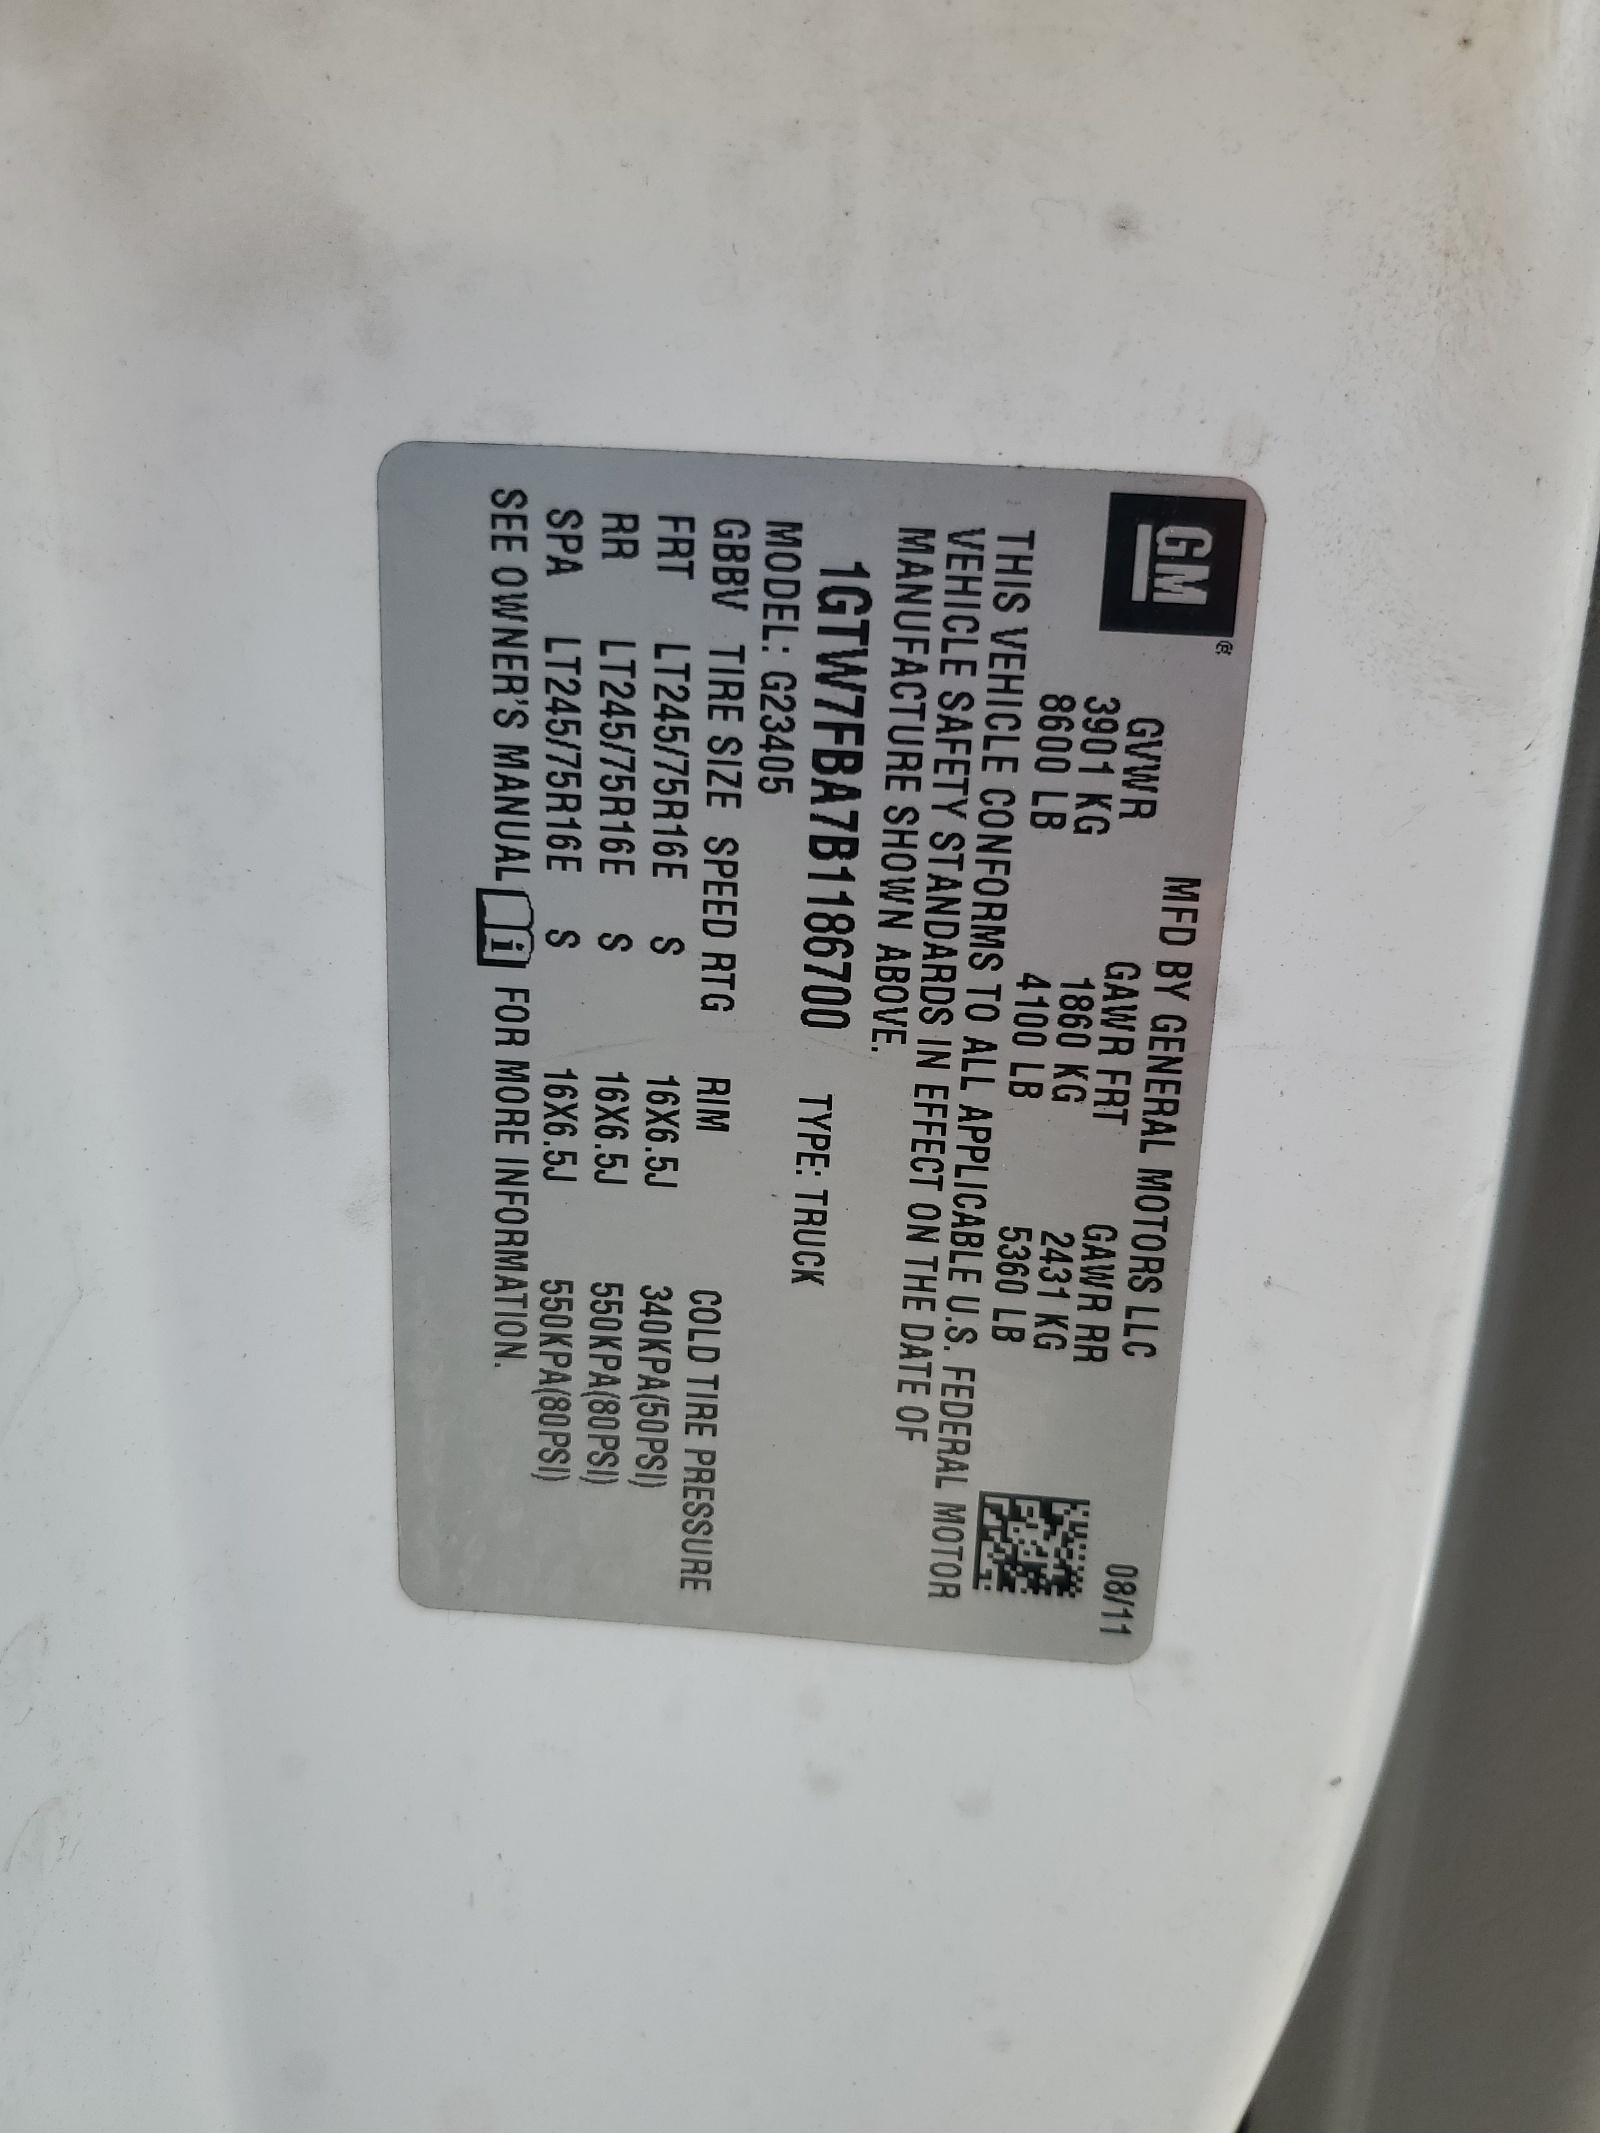 GM®
MFD BY GENERAL MOTORS LLC 08/11
GVWR GAWR FRT GAWR RR
3901 KG 1860 KG 2431 KG
8600 LB 4100 LB 5360 LB
THIS VEHICLE CONFORMS TO ALL APPLICABLE U.S. FEDERAL MOTOR
VEHICLE SAFETY STANDARDS IN EFFECT ON THE DATE OF
MANUFACTURE SHOWN ABOVE.
1GTW7FBA7B1186700 TYPE: TRUCK
MODEL: G23405
GBBV TIRE SIZE SPEED RTG RIM COLD TIRE PRESSURE
FRT LT245/75R16E S 16X6.5J 340KPA(50PSI)
RR LT245/75R16E S 16X6.5J 550KPA(80PSI)
SPA LT245/75R16E S 16X6.5J 550KPA(80PSI)
SEE OWNER'S MANUAL i FOR MORE INFORMATION.